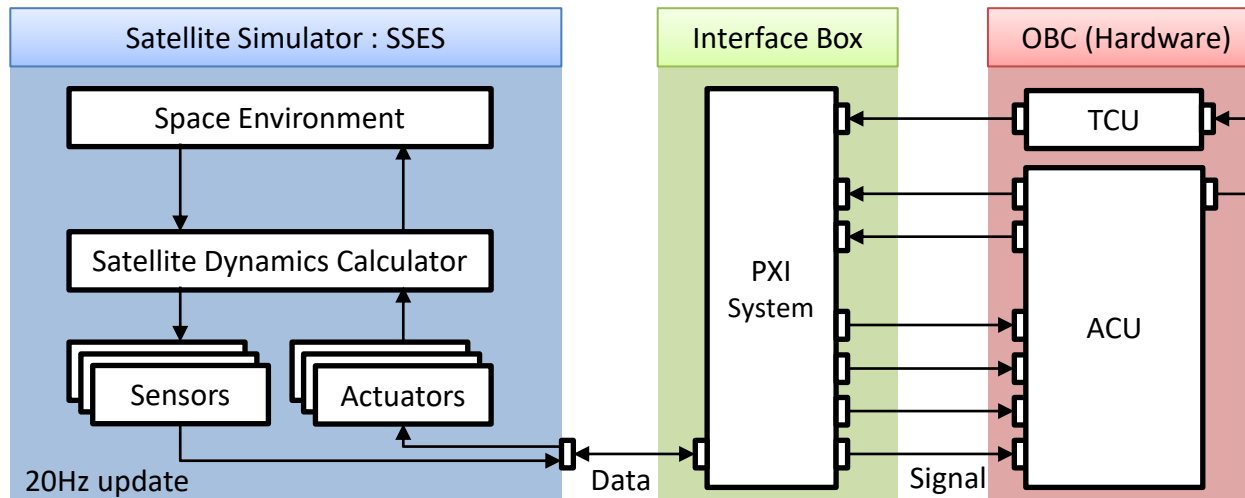 Satellite Simulator : SSES
Interface Box
OBC (Hardware)
Space Environment
TCU
Satellite Dynamics Calculator
PXI
System
ACU
Sensors
Actuators
20Hz update
Data
Signal